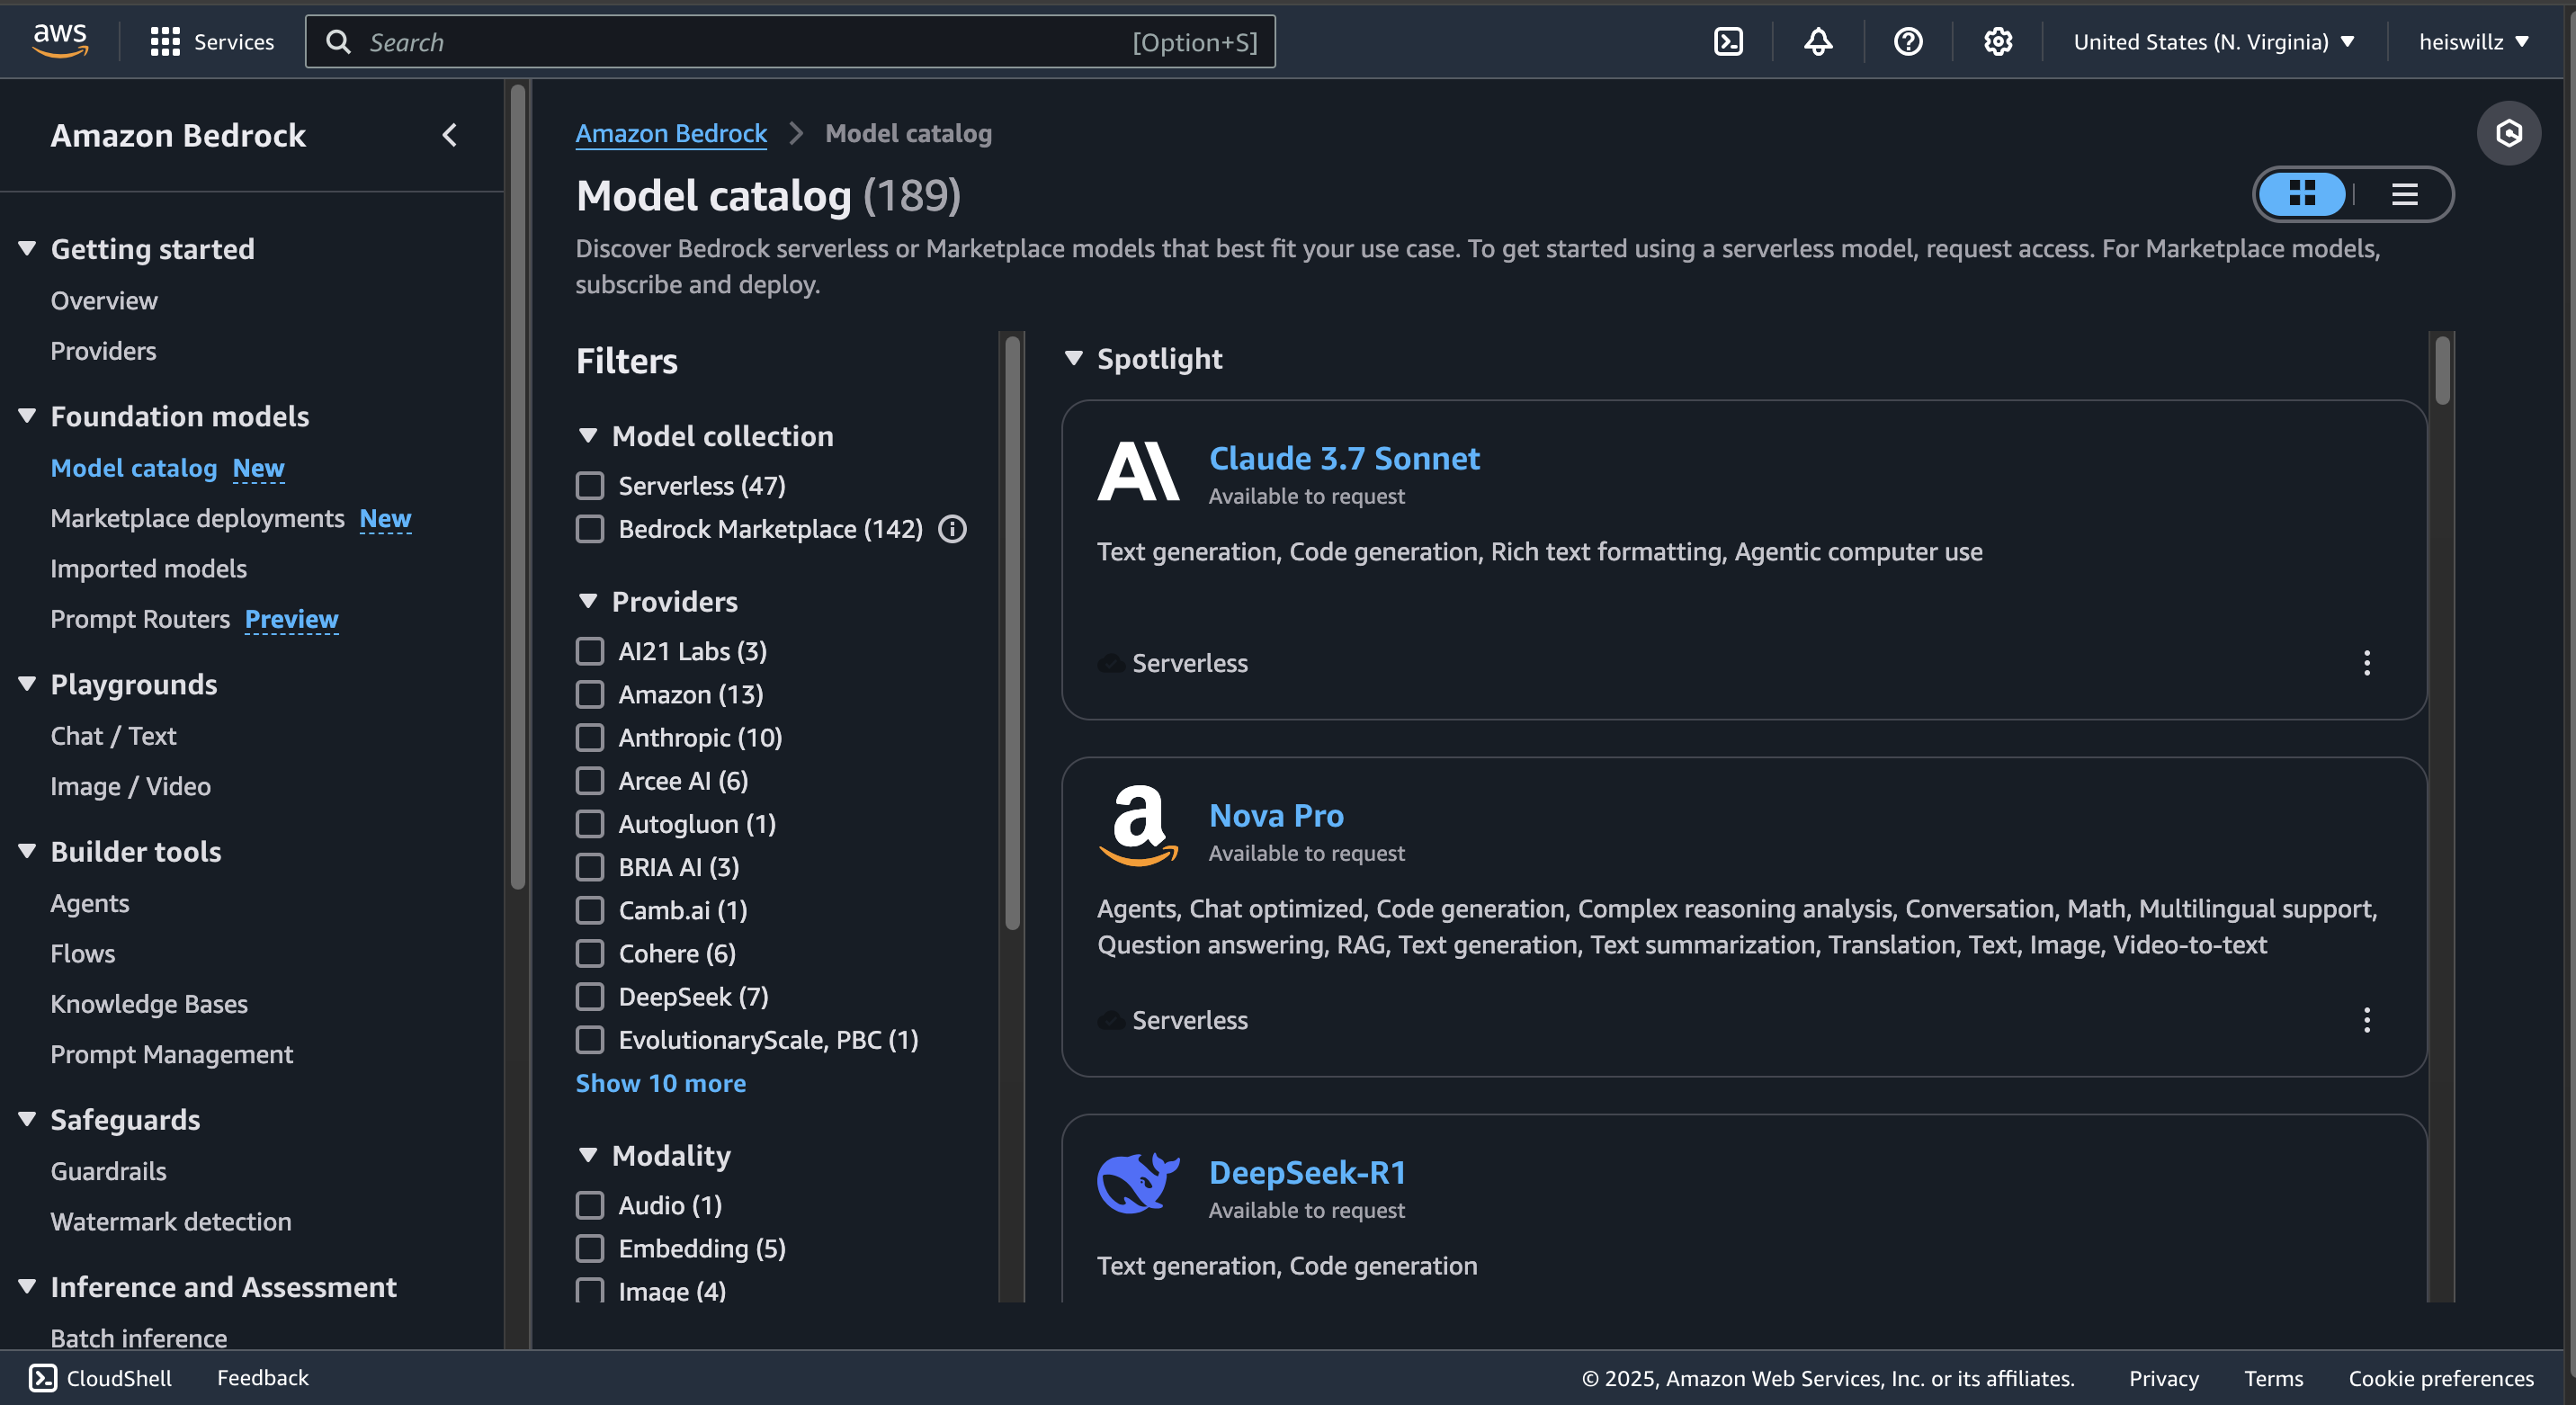 aws
Services
Search
[Option+S]
United States (N. Virginia)
heiswillz
Amazon Bedrock
Getting started
Overview
Providers
Foundation models
Model catalog New
Marketplace deployments New
Imported models
Prompt Routers Preview
Playgrounds
Chat / Text
Image / Video
Builder tools
Agents
Flows
Knowledge Bases
Prompt Management
Safeguards
Guardrails
Watermark detection
Inference and Assessment
Batch inference
Amazon Bedrock
Model catalog
Model catalog (189)
Discover Bedrock serverless or Marketplace models that best fit your use case. To get started using a serverless model, request access. For Marketplace models,
subscribe and deploy.
Filters
Model collection
Serverless (47)
Bedrock Marketplace (142)
Providers
AI21 Labs (3)
Amazon (13)
Anthropic (10)
Arcee AI (6)
Autogluon (1)
BRIA AI (3)
Camb.ai (1)
Cohere (6)
DeepSeek (7)
EvolutionaryScale, PBC (1)
Show 10 more
Modality
Audio (1)
Embedding (5)
Image (4)
Spotlight
Claude 3.7 Sonnet
Available to request
Text generation, Code generation, Rich text formatting, Agentic computer use
Serverless
Nova Pro
Available to request
Agents, Chat optimized, Code generation, Complex reasoning analysis, Conversation, Math, Multilingual support,
Question answering, RAG, Text generation, Text summarization, Translation, Text, Image, Video-to-text
Serverless
DeepSeek-R1
Available to request
Text generation, Code generation
CloudShell
Feedback
© 2025, Amazon Web Services, Inc. or its affiliates.
Privacy
Terms
Cookie preferences